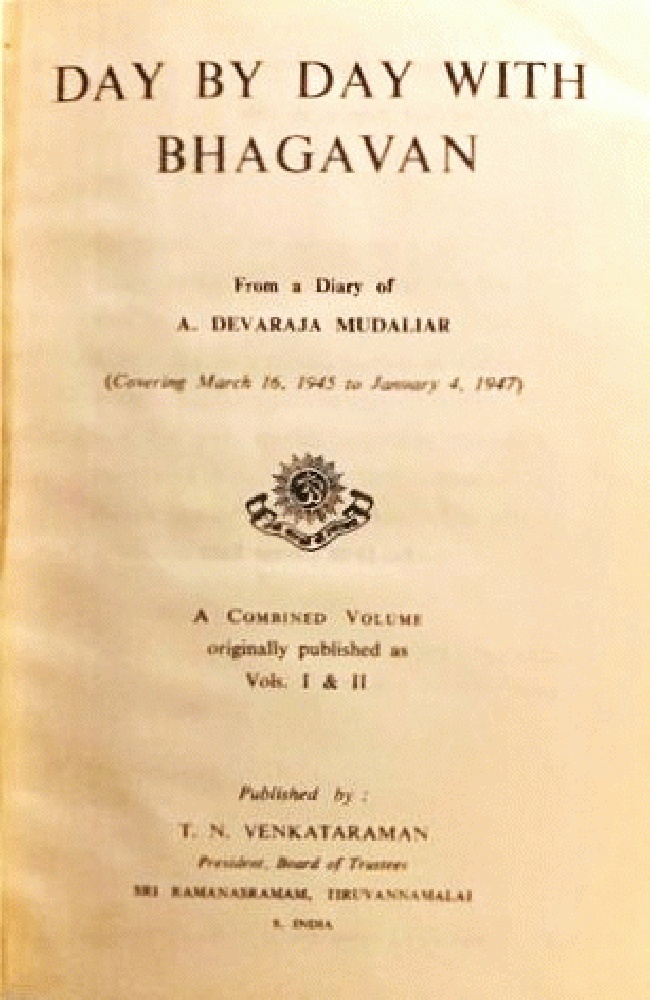 DAY BY DAY WITH
BHAGAVAN
From a Diary of
A. DEVARAJA MUDALIAR
(Covering March 16, 1945 to January 4, 1947)
A COMBINED VOLUME
originally published as
Vols. I & II
Published by :
T. N. VENKATARAMAN
President, Board of Trustees
SRI RAMANASRAMAM, TIRUVANNAMALAI
S. INDIA